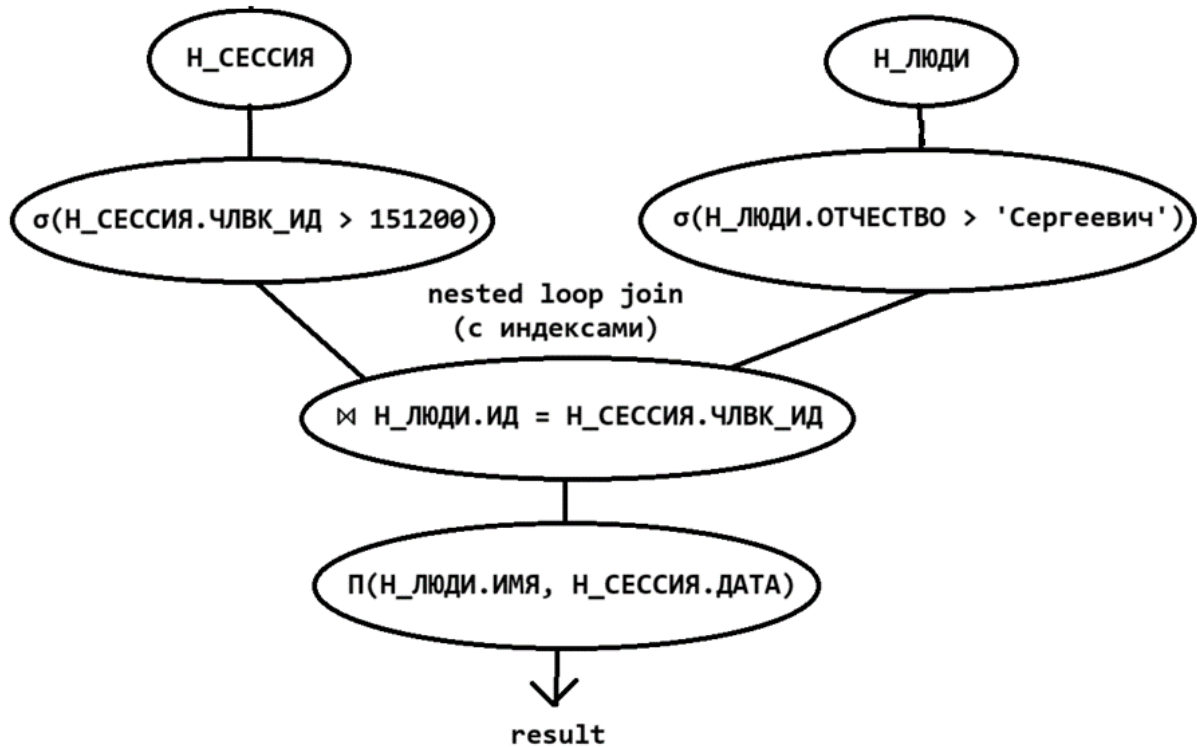 Н_СЕССИЯ
Н_ЛЮДИ
σ(Н_СЕССИЯ.ЧЛВК_ИД > 151200)
σ(Н_ЛЮДИ.ОТЧЕСТВО > 'Сергеевич')
nested loop join
(с индексами)
⋈ Н_ЛЮДИ.ИД = Н_СЕССИЯ.ЧЛВК_ИД
П(Н_ЛЮДИ.ИМЯ, Н_СЕССИЯ.ДАТА)
result